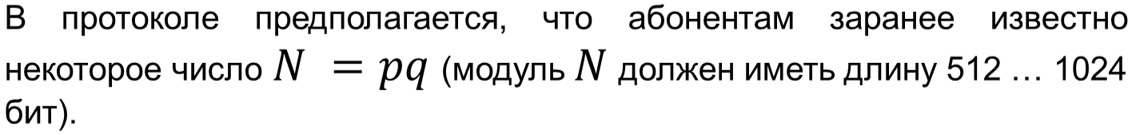 В протоколе предполагается, что абонентам заранее известно
некоторое число N = pq (модуль N должен иметь длину 512 … 1024
бит).